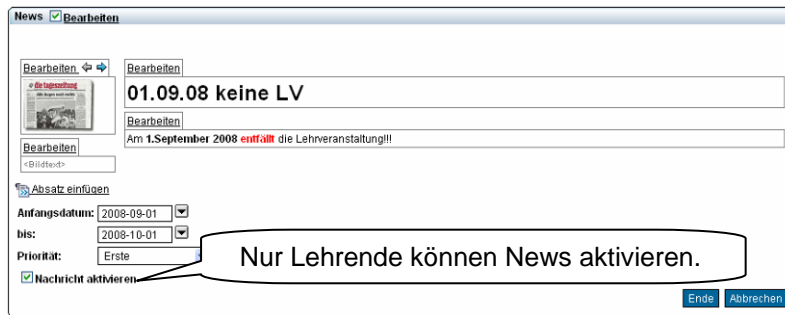 News Bearbeiten
Bearbeiten Bearbeiten
die tageszeitung
01.09.08 keine LV
Bearbeiten
Am 1.September 2008 entfällt die Lehrveranstaltung!!!
Bearbeiten
<Bildtext>
Absatz einfügen
Anfangsdatum: 2008-09-01
bis: 2008-10-01
Priorität: Erste
Nur Lehrende können News aktivieren.
Nachricht aktivieren
Ende Abbrechen